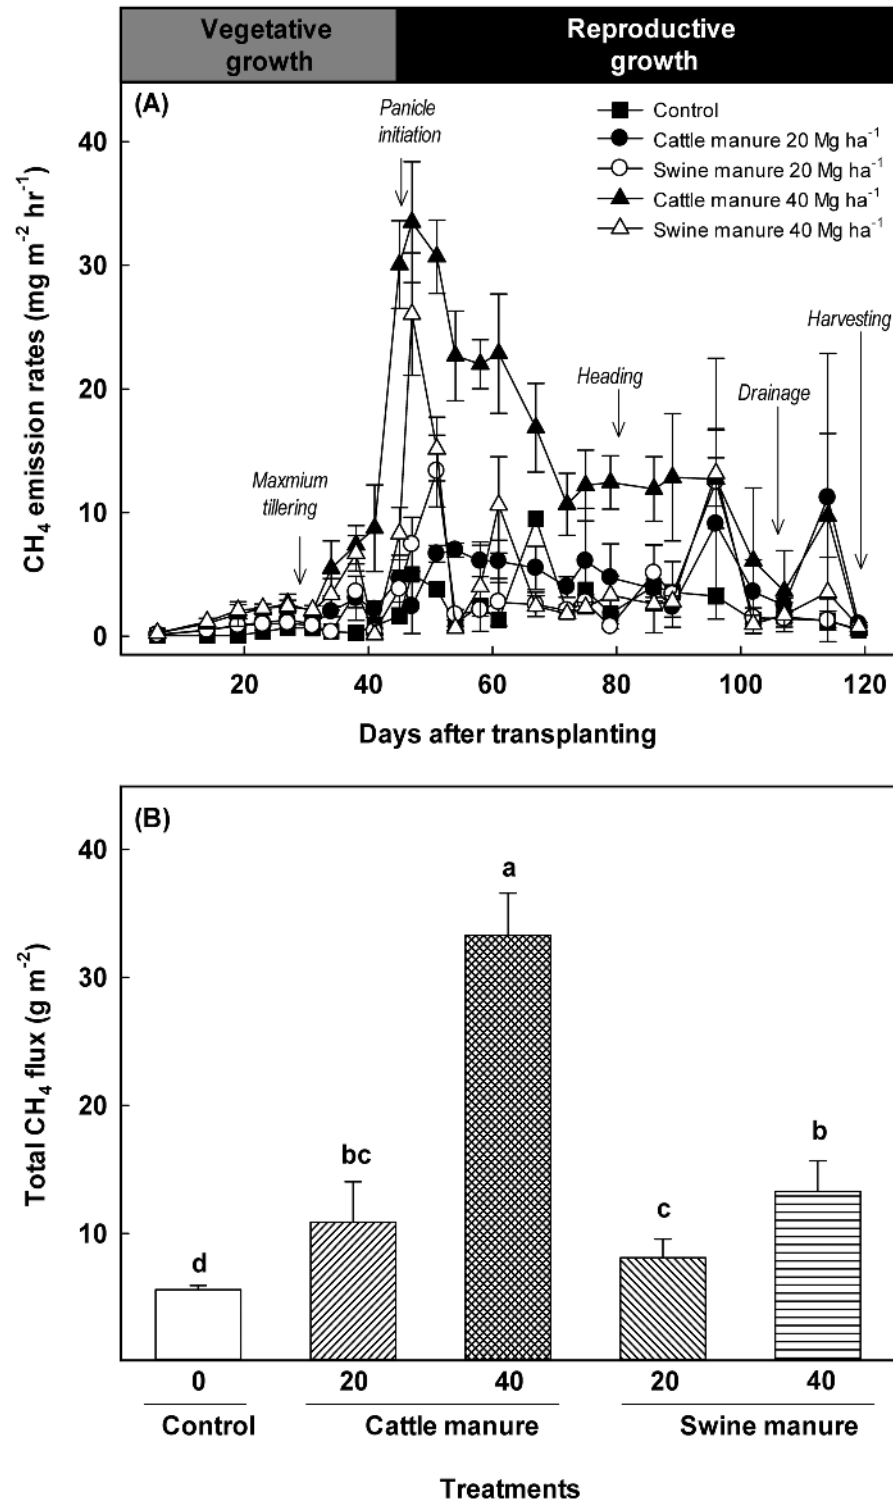 Vegetative growth
Reproductive growth
(A)
Panicle
initiation
Control
Cattle manure 20 Mg ha⁻¹
Swine manure 20 Mg ha⁻¹
Cattle manure 40 Mg ha⁻¹
Swine manure 40 Mg ha⁻¹
Maxmium
tillering
Heading
Drainage
Harvesting
CH₄ emission rates (mg m⁻² hr⁻¹)
40
30
20
10
0
20 40 60 80 100 120
Days after transplanting
(B)
Total CH₄ flux (g m⁻²)
40
30
20
10
d
bc
a
c
b
0 20 40 20 40
Control Cattle manure Swine manure
Treatments